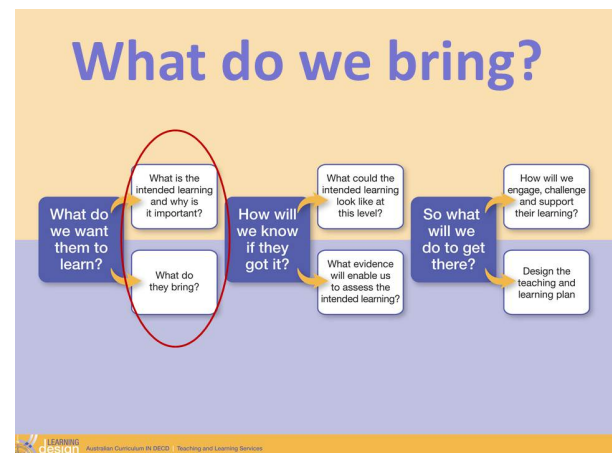 What do we bring?
What do
we want
them to
learn?
What is the
intended learning
and why is
it important?
What do
they bring?
How will
we know
if they
got it?
What could the
intended learning
look like at
this level?
What evidence
will enable us
to assess the
intended learning?
So what
will we
do to get
there?
How will we
engage, challenge
and support
their learning?
Design the
teaching and
learning plan
LEARNING
design
Australian Curriculum IN DECD | Teaching and Learning Services